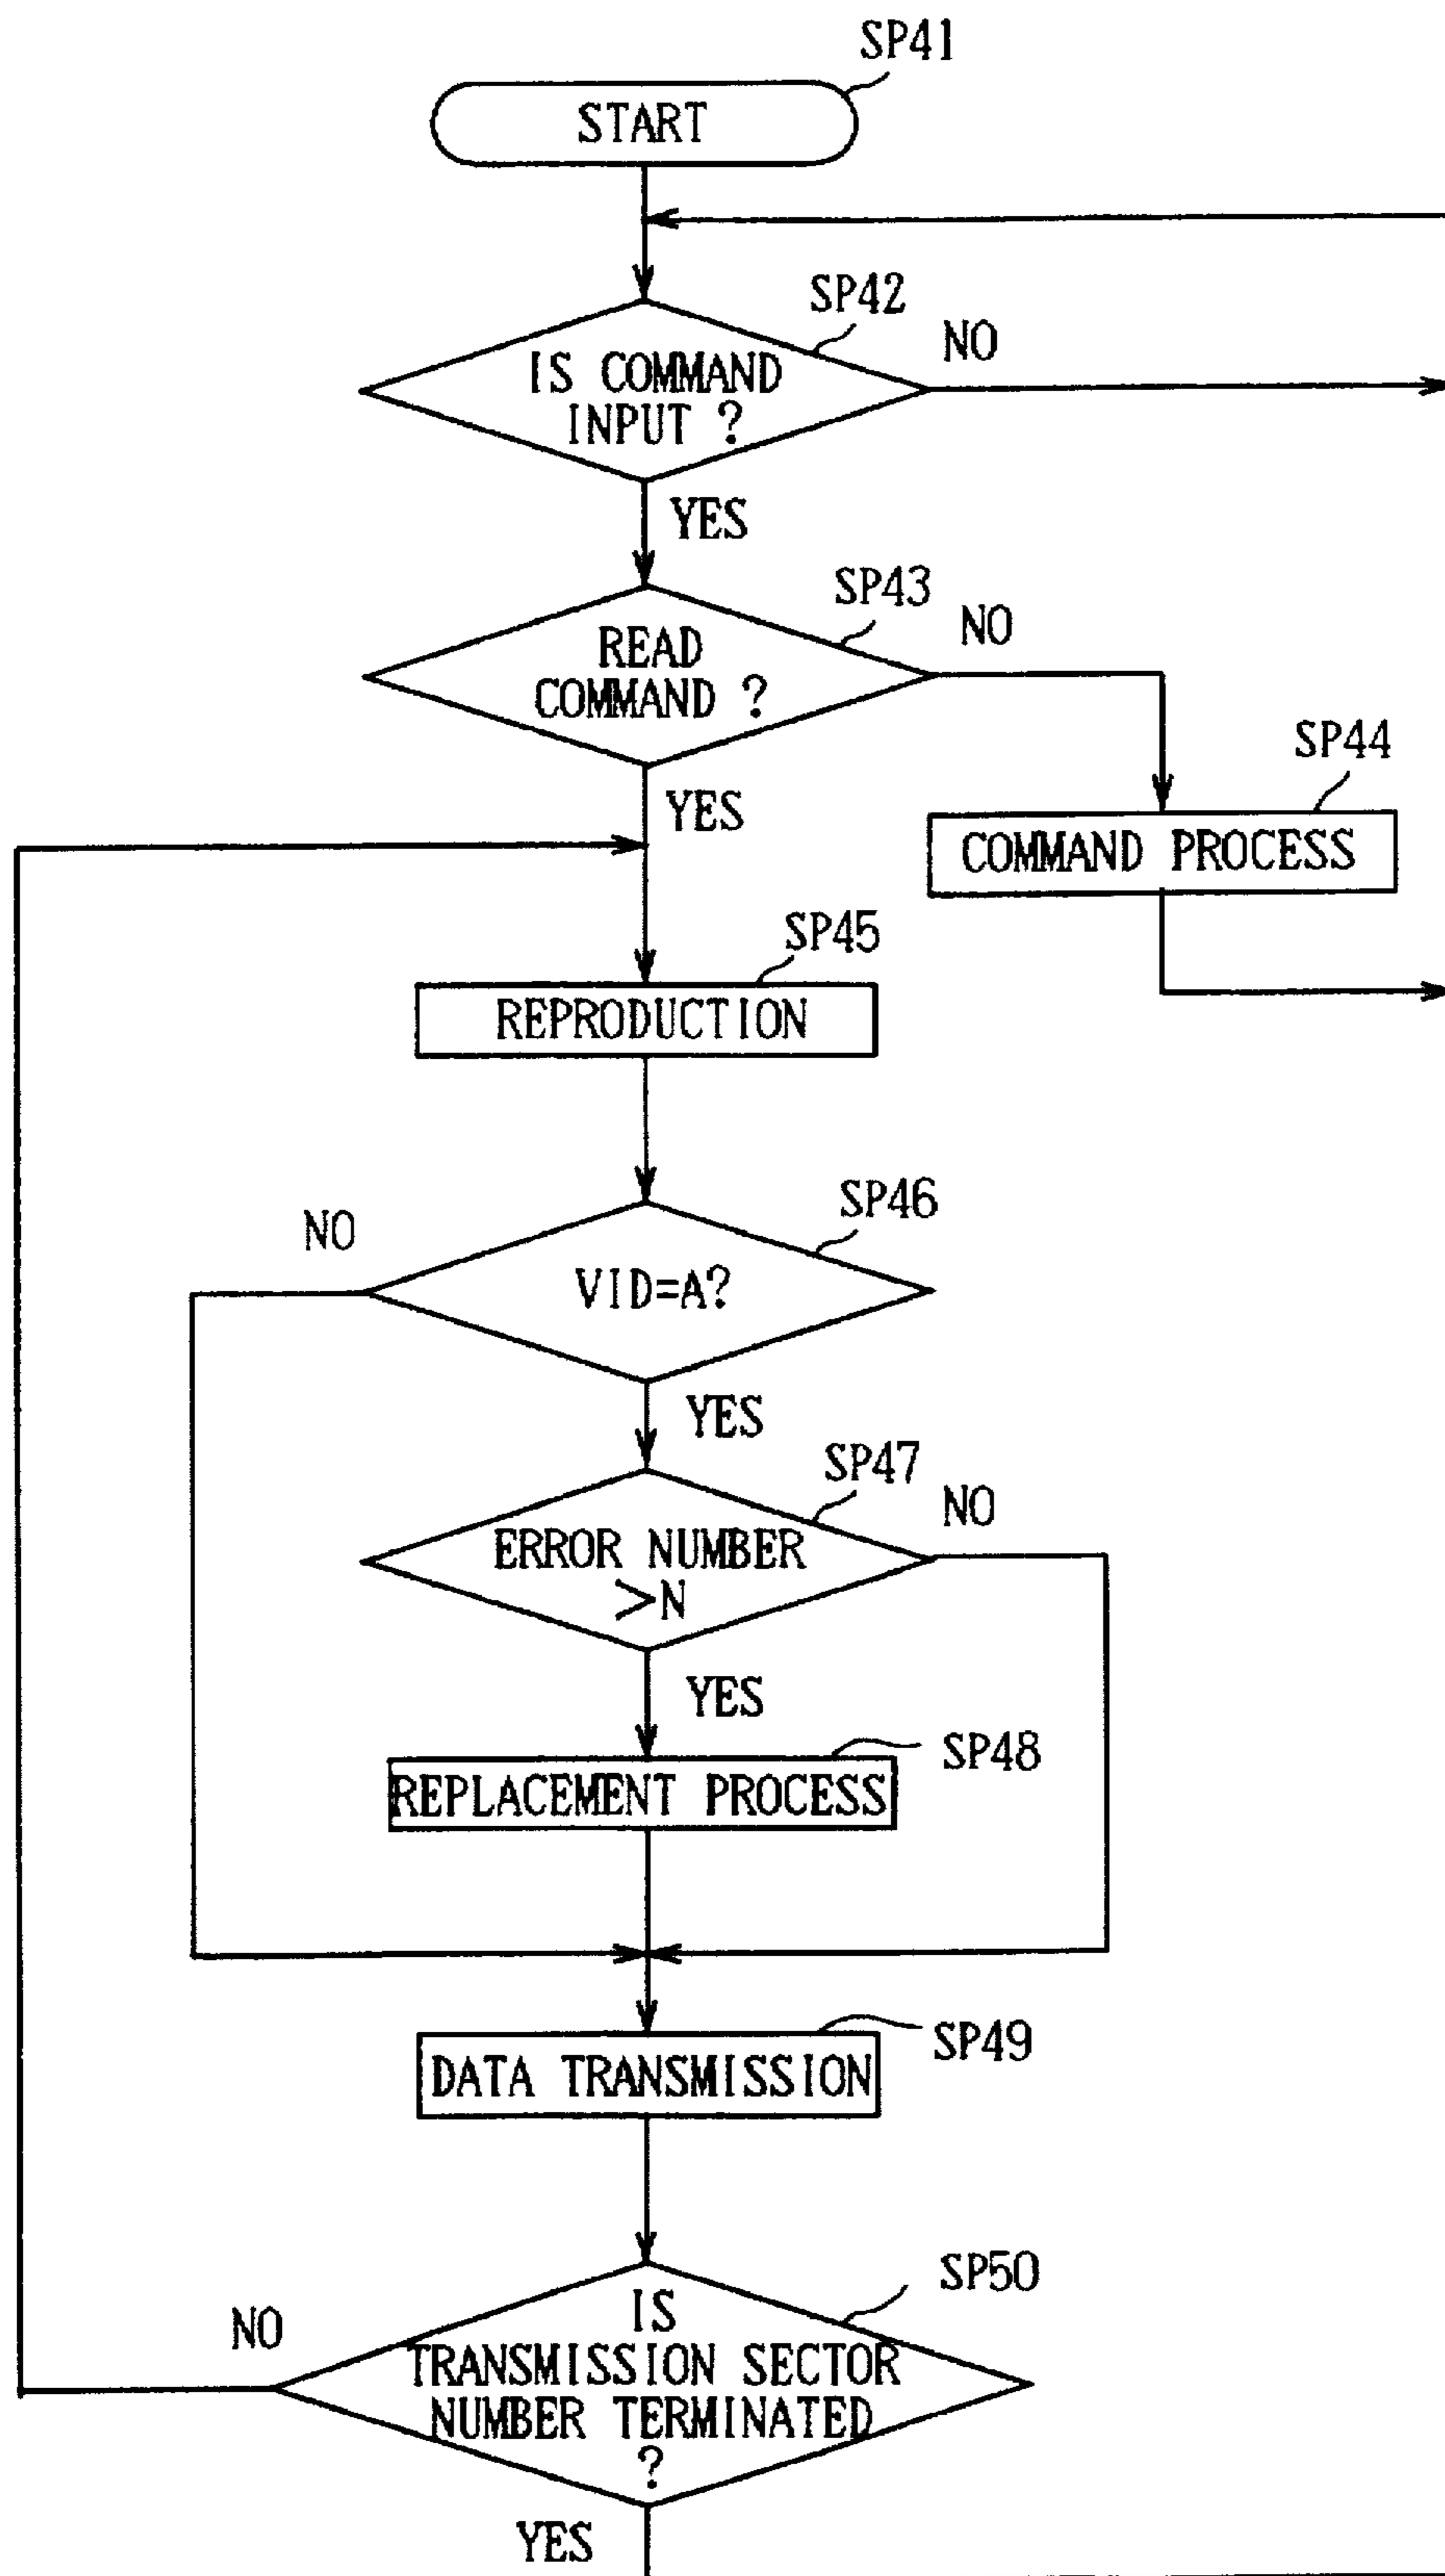 SP41
START
SP42
IS COMMAND
INPUT ?
NO
YES
SP43
READ
COMMAND ?
NO
YES
SP44
COMMAND PROCESS
SP45
REPRODUCTION
SP46
NO
VID=A?
YES
SP47
ERROR NUMBER
>N
NO
YES
SP48
REPLACEMENT PROCESS
SP49
DATA TRANSMISSION
SP50
NO
IS
TRANSMISSION SECTOR
NUMBER TERMINATED
?
YES